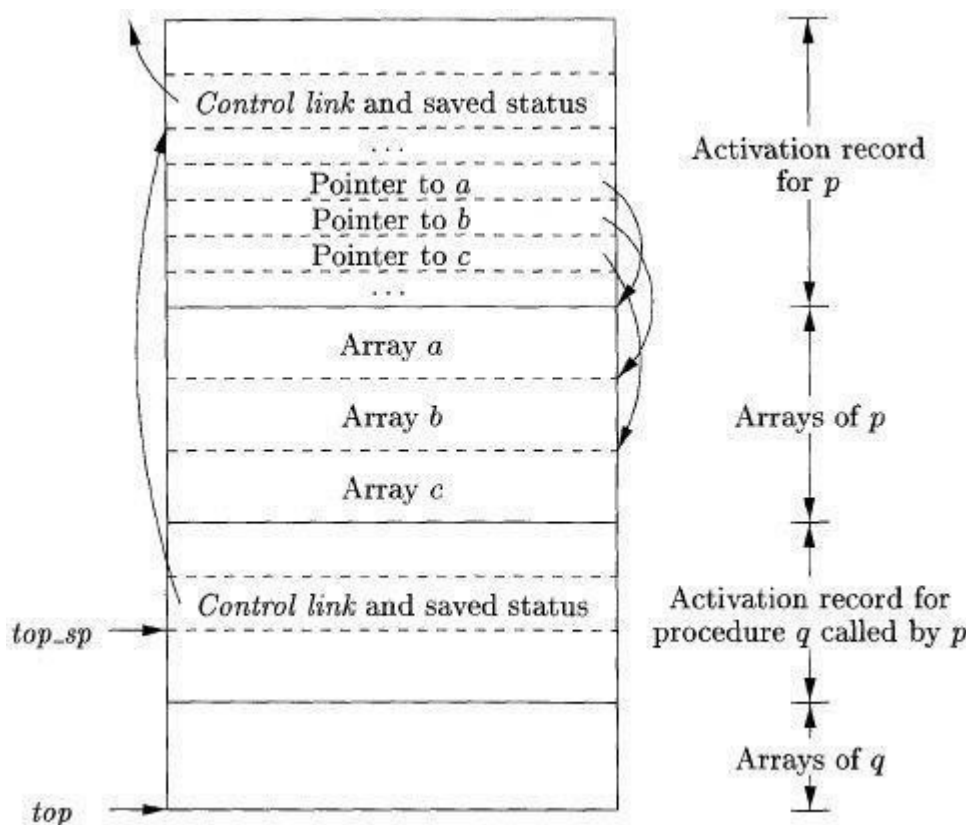 Control link and saved status
. . .
Pointer to a
Pointer to b
Pointer to c
. . .
Array a
Array b
Array c
Control link and saved status
top_sp
top
Activation record
for p
Arrays of p
Activation record for
procedure q called by p
Arrays of q